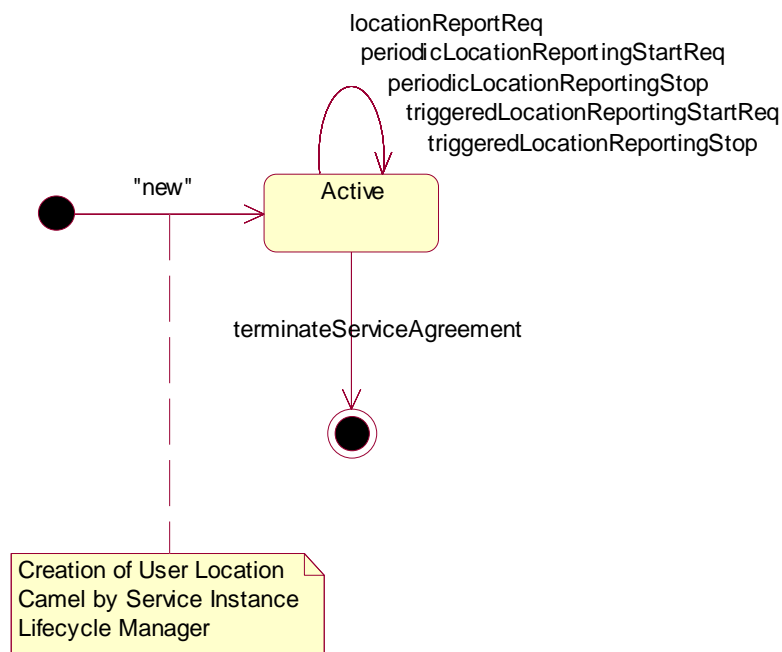 locationReportReq
periodicLocationReportingStartReq
periodicLocationReportingStop
triggeredLocationReportingStartReq
triggeredLocationReportingStop
"new"
Active
terminateServiceAgreement
Creation of User Location
Camel by Service Instance
Lifecycle Manager